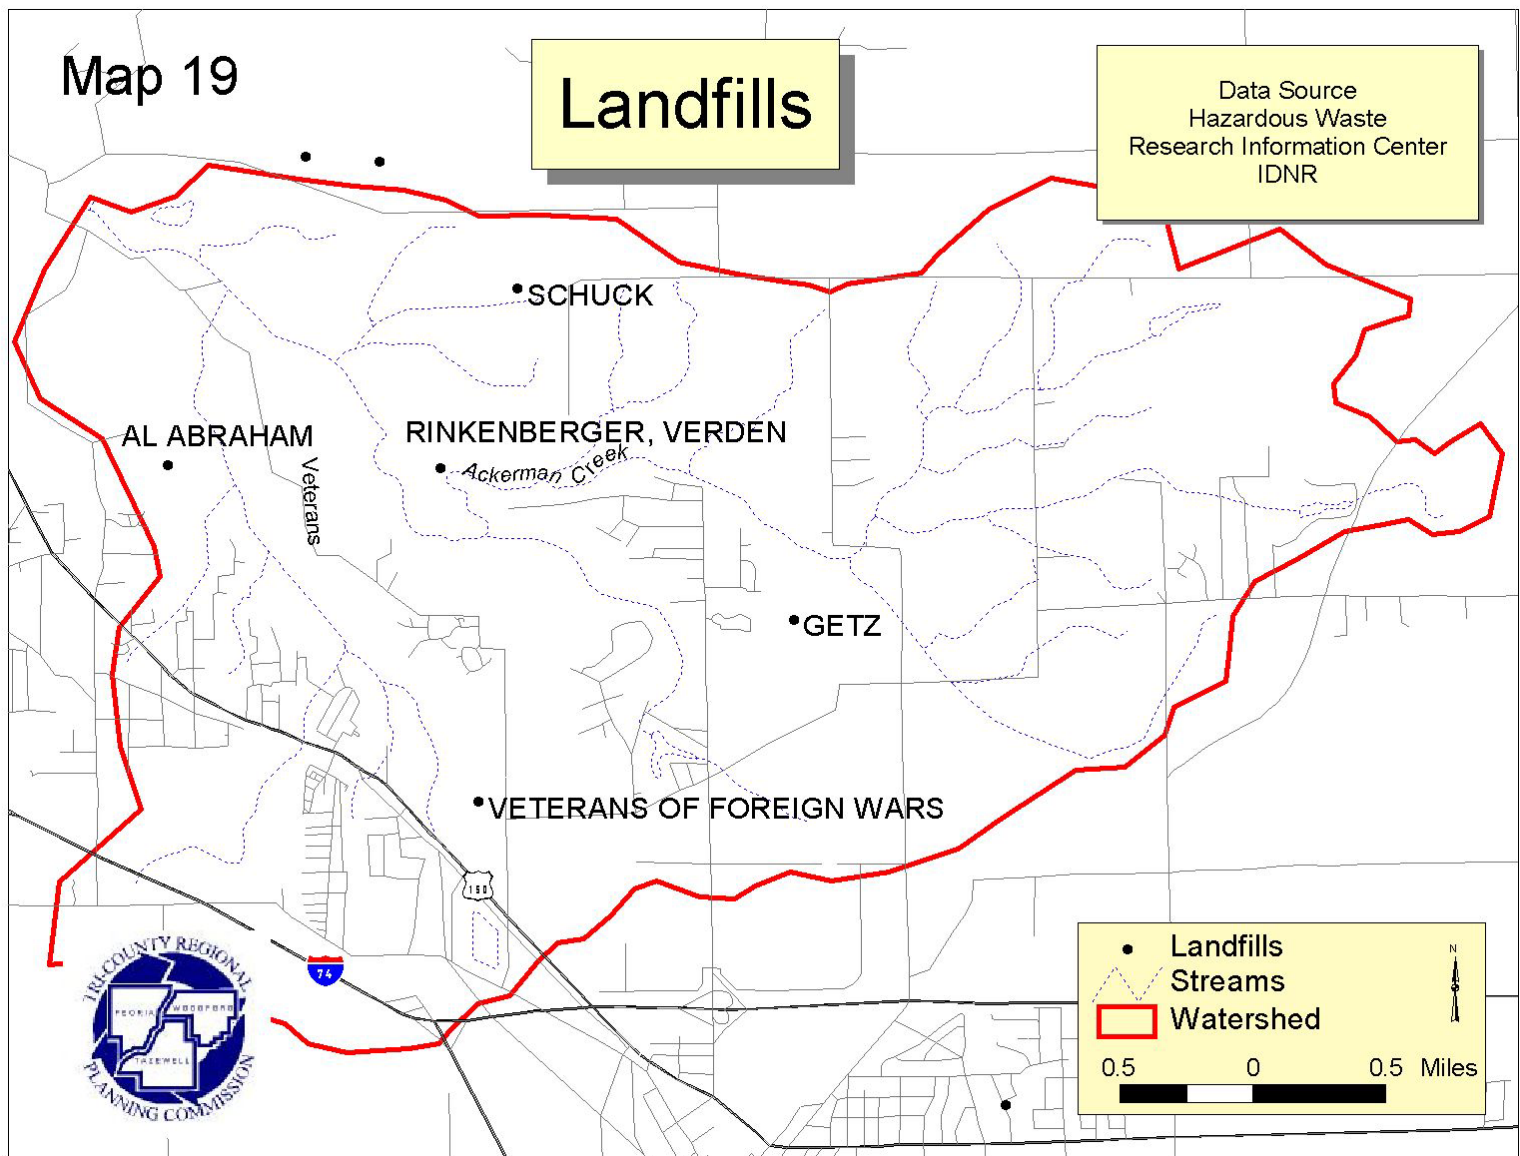 Map 19
Landfills
Data Source
Hazardous Waste
Research Information Center
IDNR
SCHUCK
AL ABRAHAM
RINKENBERGER, VERDEN
Ackerman Creek
Veterans
GETZ
VETERANS OF FOREIGN WARS
150
74
TRI-COUNTY REGIONAL
PEORIA
WOODFORD
TAZEWELL
PLANNING COMMISSION
Landfills
Streams
Watershed
N
S
0.5 0 0.5 Miles